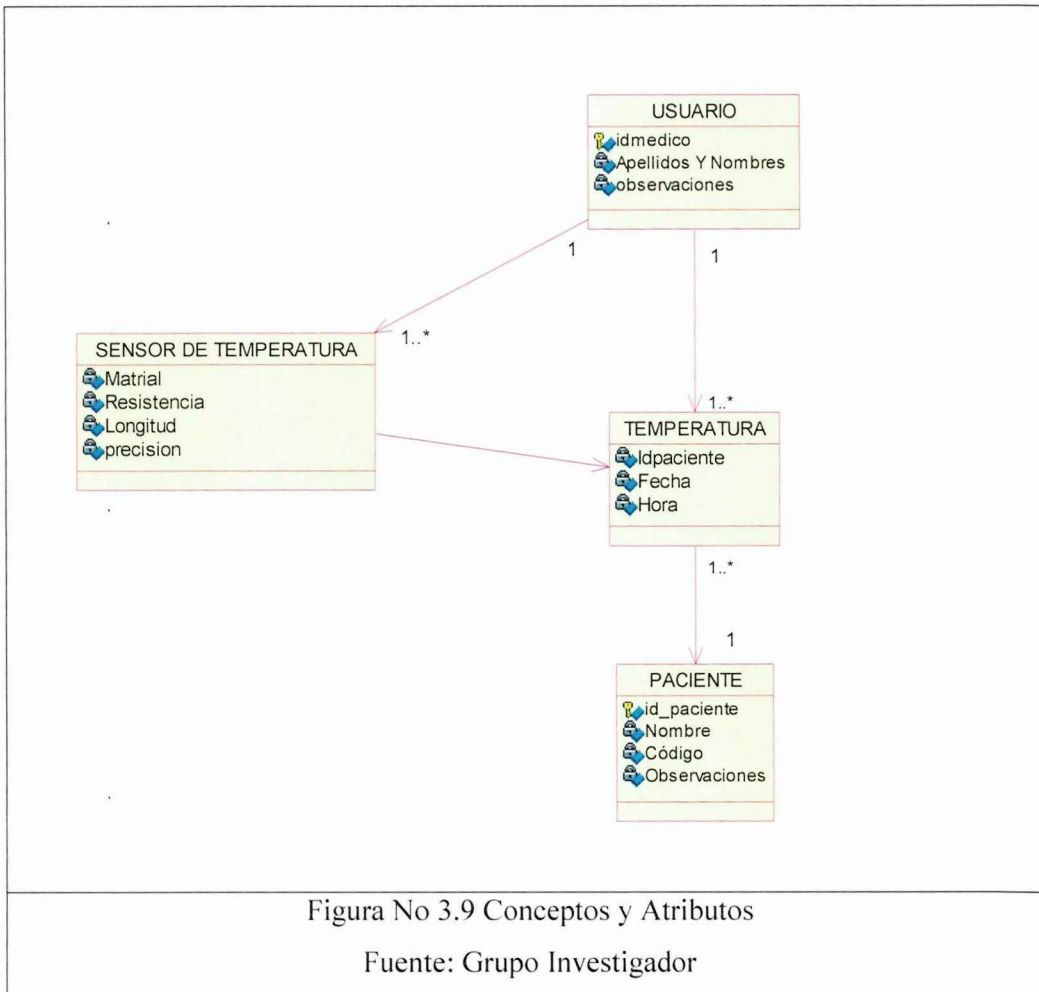 USUARIO
idmedico
Apellidos Y Nombres
observaciones
1
1
1..*
SENSOR DE TEMPERATURA
Matrial
Resistencia
Longitud
precision
1..*
TEMPERATURA
Idpaciente
Fecha
Hora
1..*
1
PACIENTE
id_paciente
Nombre
Código
Observaciones
Figura No 3.9 Conceptos y Atributos
Fuente: Grupo Investigador